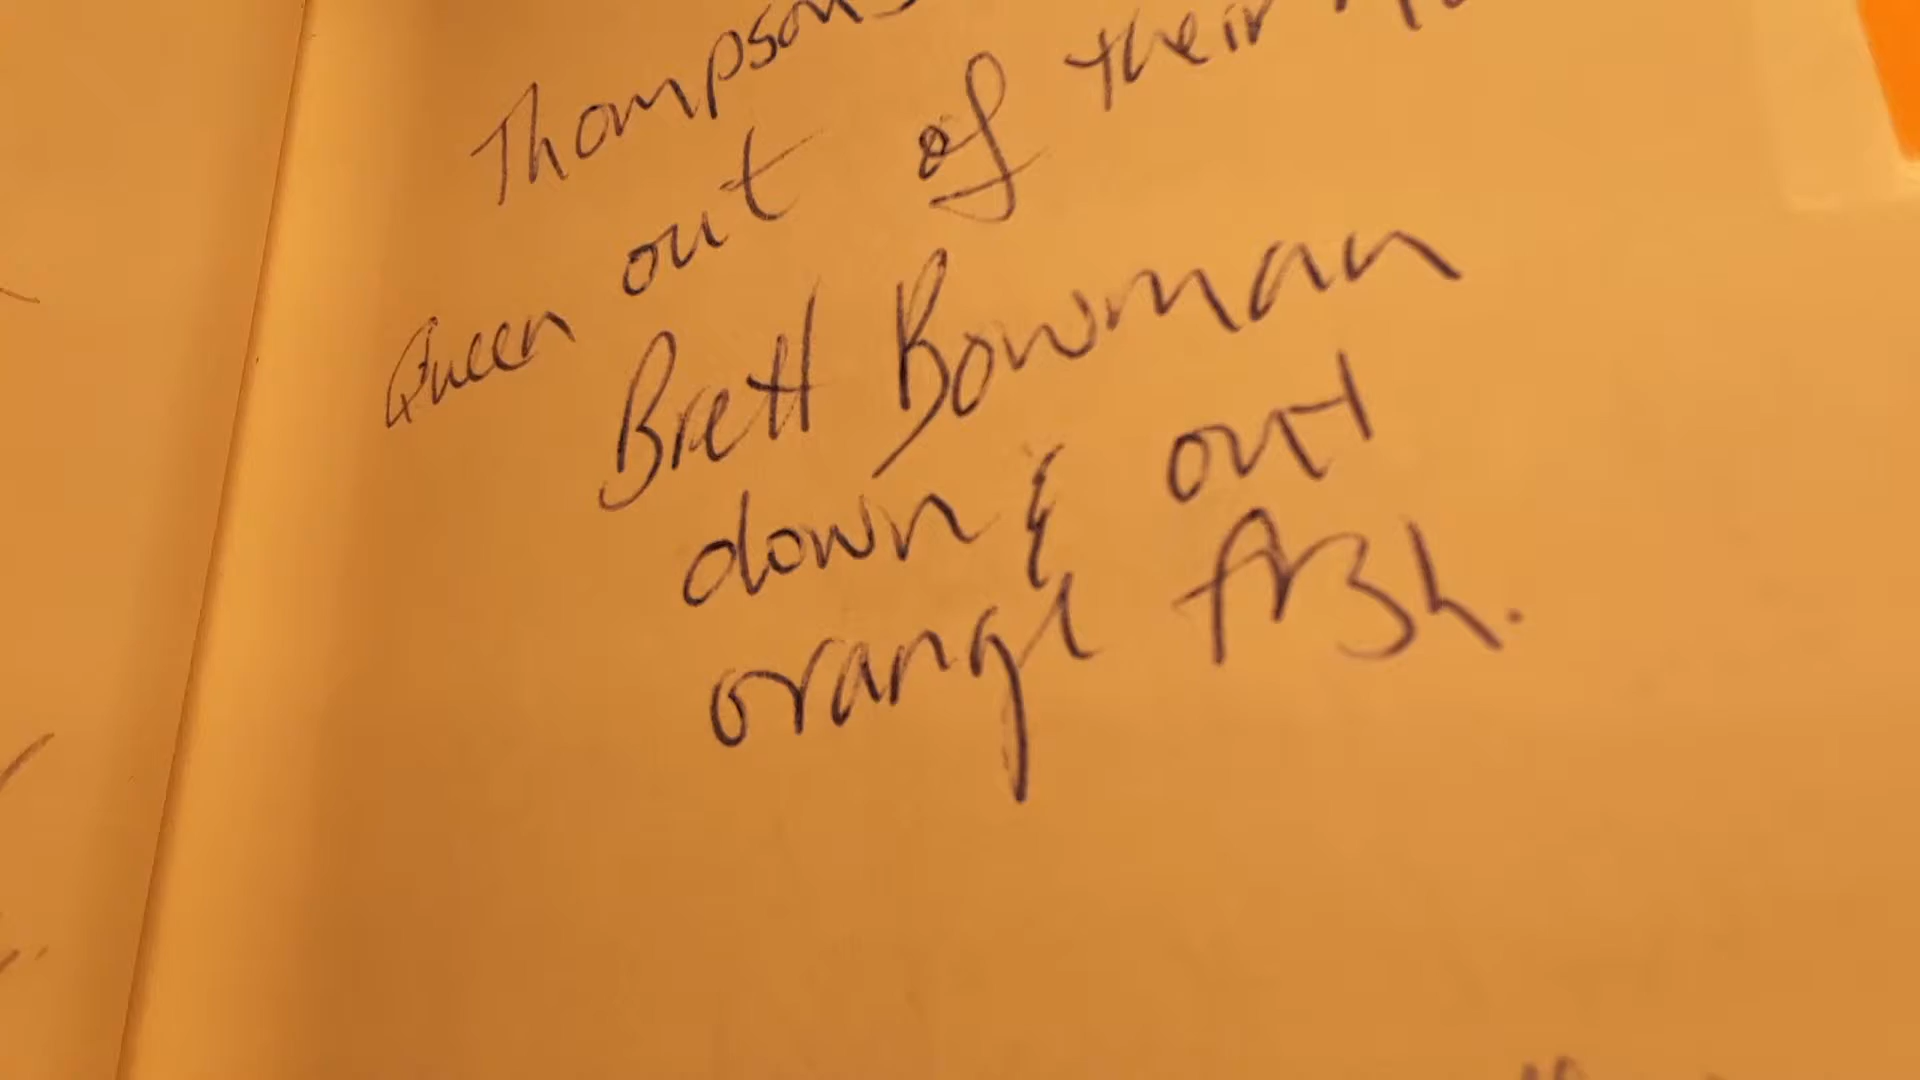 Thompson
Queen out of their
Brett Bowman
down & out
orange fish.